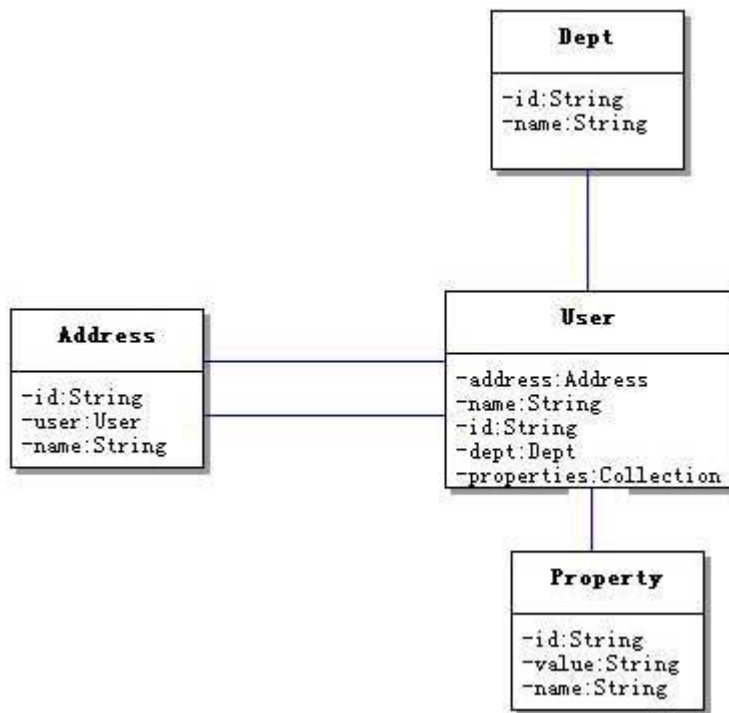 Dept
-id:String
-name:String
Address
-id:String
-user:User
-name:String
User
-address:Address
-name:String
-id:String
-dept:Dept
-properties:Collection
Property
-id:String
-value:String
-name:String